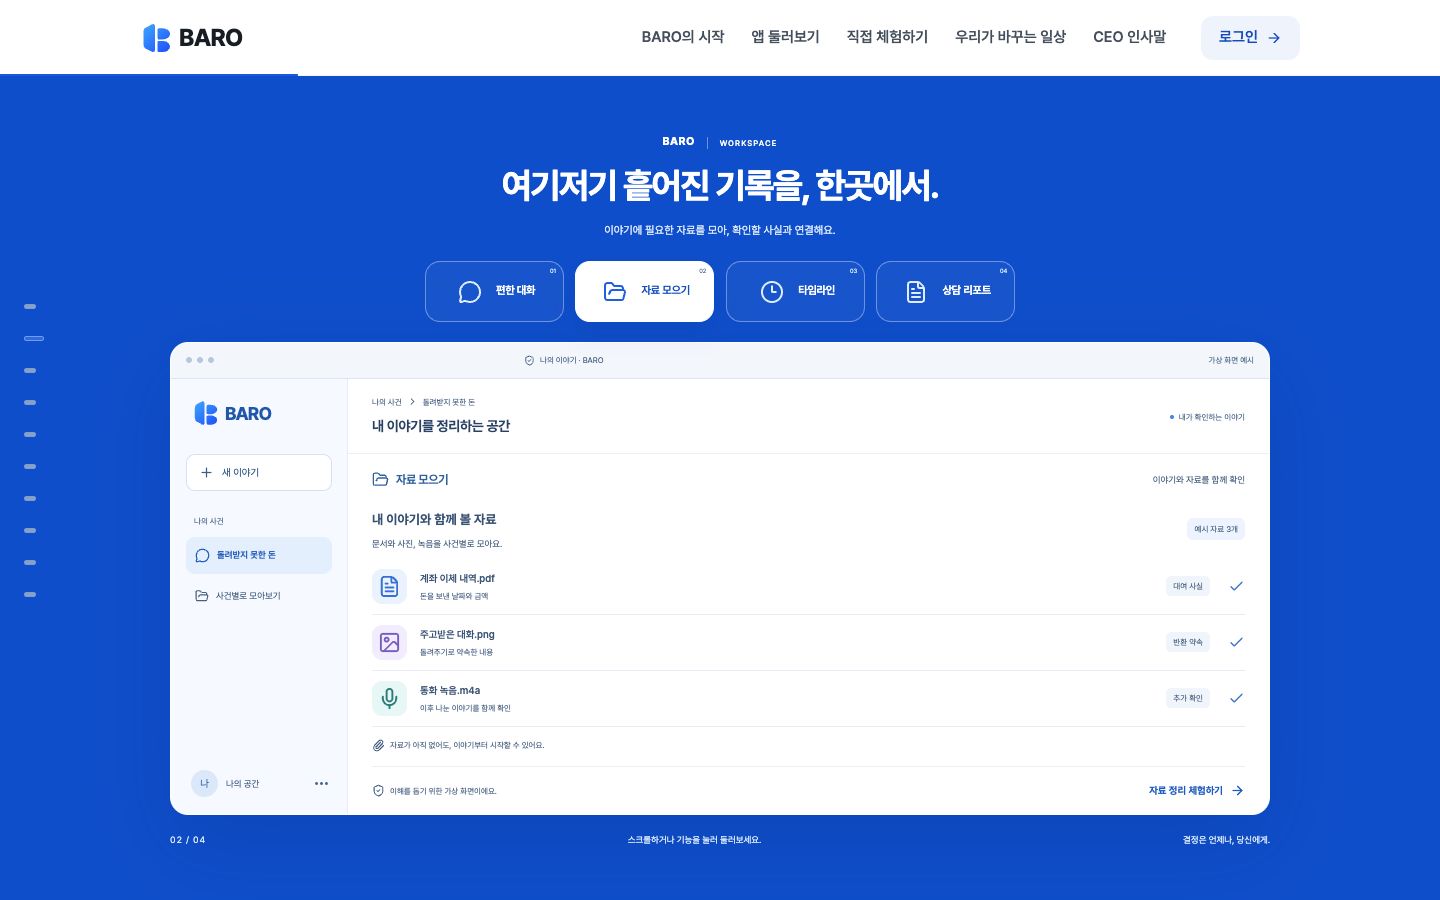 BARO
BARO의 시작
앱 둘러보기
직접 체험하기
우리가 바꾸는 일상
CEO 인사말
로그인
BARO
WORKSPACE
여기저기 흩어진 기록을, 한곳에서.
이야기에 필요한 자료를 모아, 확인할 사실과 연결해요.
편한 대화
01
자료 모으기
02
타임라인
03
상담 리포트
04
나의 이야기 · BARO
가상 화면 예시
BARO
새 이야기
나의 사건
돌려받지 못한 돈
사건별로 모아보기
나
나의 공간
나의 사건
돌려받지 못한 돈
내 이야기를 정리하는 공간
내가 확인하는 이야기
자료 모으기
이야기와 자료를 함께 확인
내 이야기와 함께 볼 자료
문서와 사진, 녹음을 사건별로 모아요.
예시 자료 3개
계좌 이체 내역.pdf
돈을 보낸 날짜와 금액
대여 사실
주고받은 대화.png
돌려주기로 약속한 내용
반환 약속
통화 녹음.m4a
이후 나눈 이야기를 함께 확인
추가 확인
자료가 아직 없어도, 이야기부터 시작할 수 있어요.
이해를 돕기 위한 가상 화면이에요.
자료 정리 체험하기
02 / 04
스크롤하거나 기능을 눌러 둘러보세요.
결정은 언제나, 당신에게.